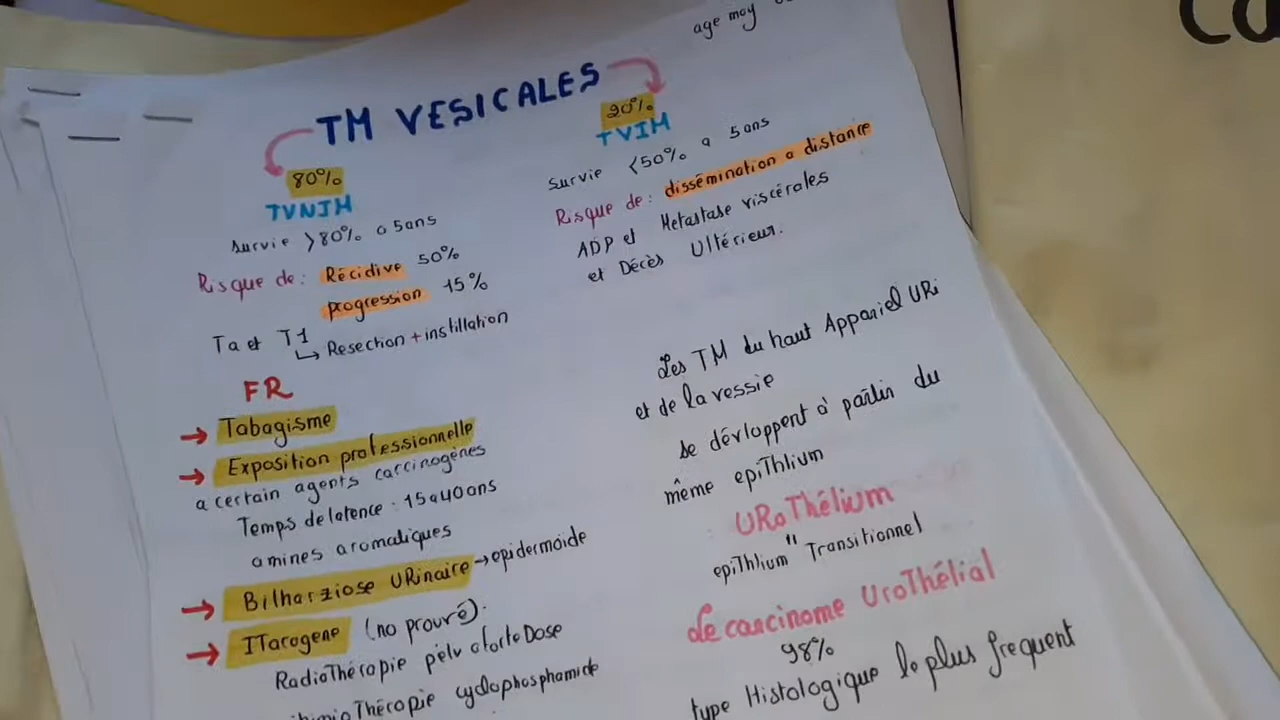 age moy
TM VESICALES
80%
TVNIM
Survie >80% a 5ans
Risque de: Récidive 50%
progression 15%
Ta et T1
↳ Resection + instillation
FR
→ Tabagisme
→ Exposition professionnelle
a certain agents carcinogènes
Temps de latence : 15 a 40 ans
amines aromatiques
→ Bilharziose URinaire → epidermoide
→ ITarogene (no prouvé).
RadioThérapie pelv a forte Dose
Thérapie cyclophosphamide
20%
TVIM
Survie <50% a 5ans
Risque de: dissémination a distance
ADP et Metastase viscérales
et Décès Ultérieur.
Les TM du haut Appariel URi
et de la vessie
se dévloppent à partir du
même epiThlium
URoThélium
epiThlium " Transitionnel
Le carcinome UroThélial
98%
type Histologique le plus frequent